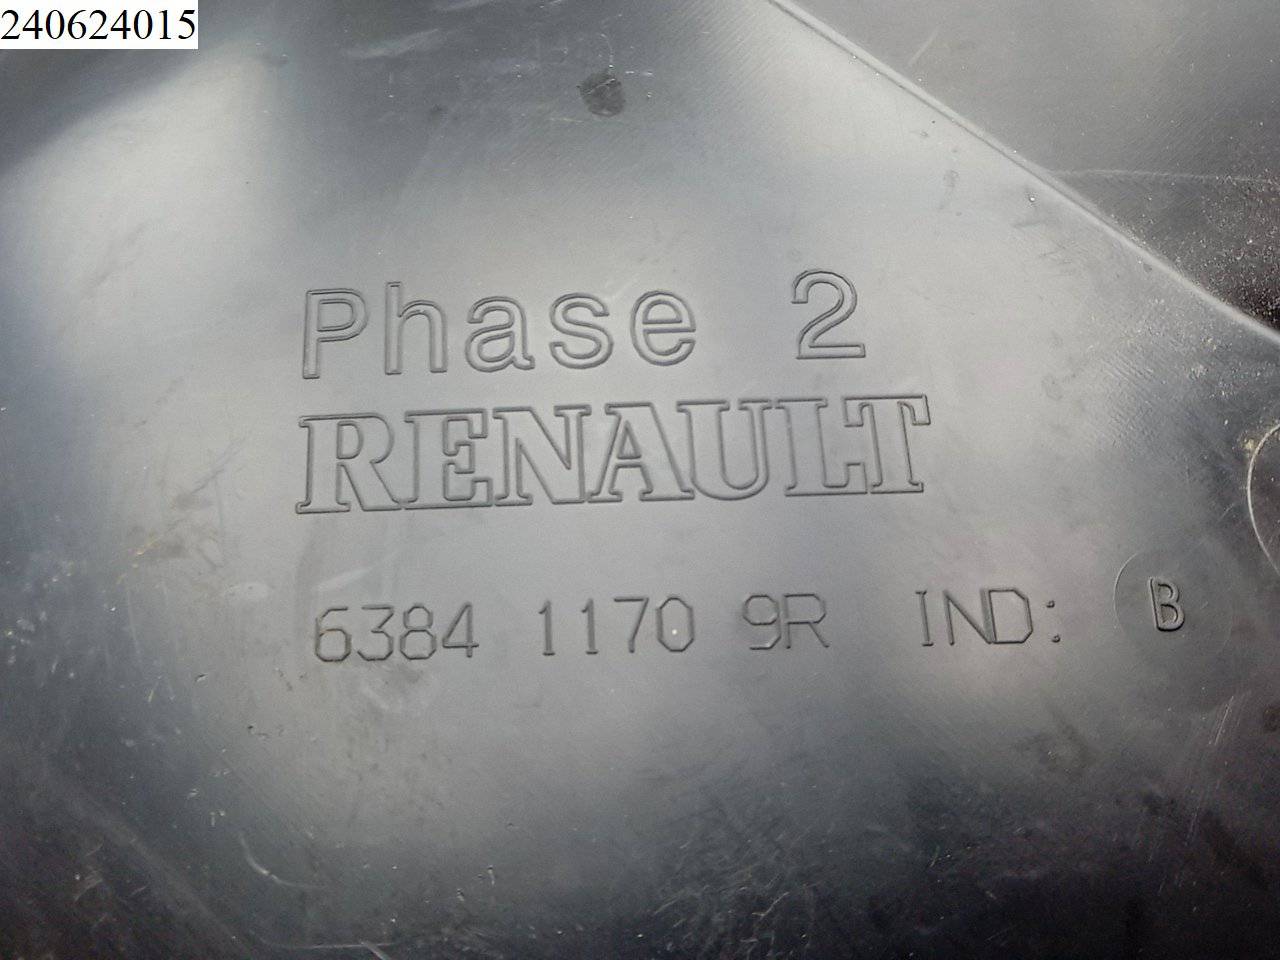 240624015
Phase 2
RENAULT
6384 1170 9R IND: B